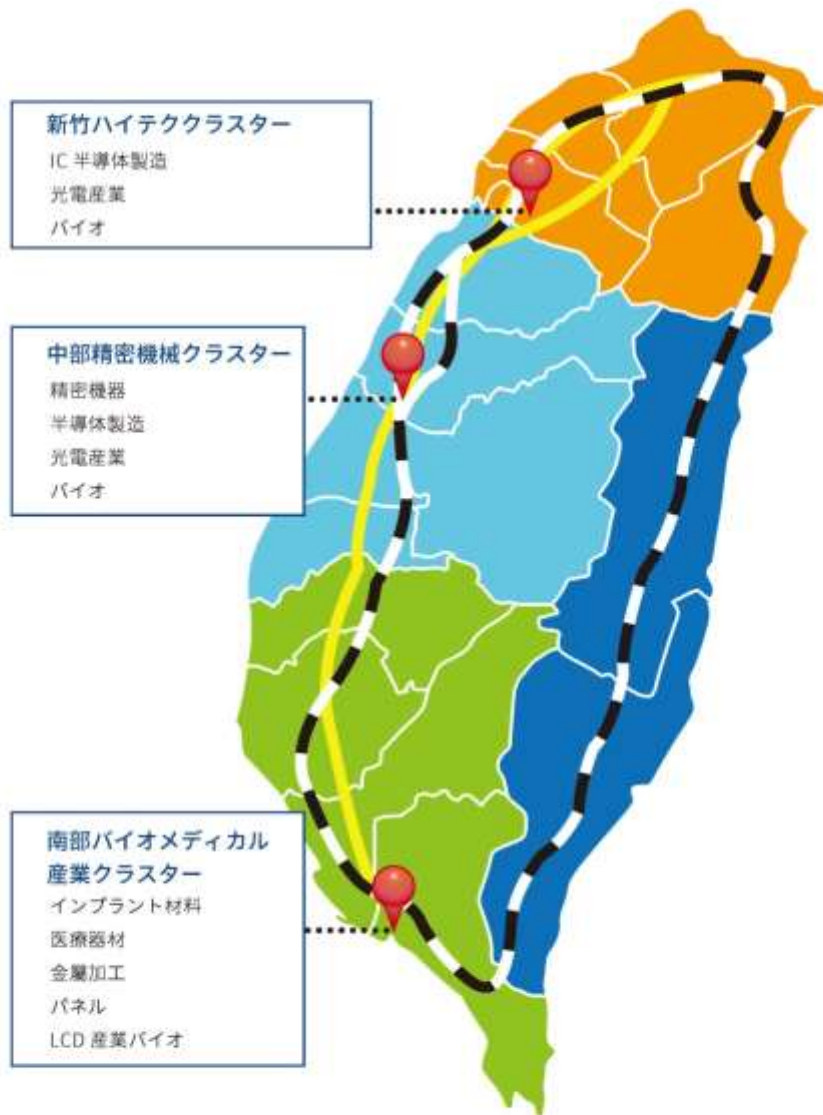 新竹ハイテククラスター
IC 半導体製造
光電産業
バイオ
中部精密機械クラスター
精密機器
半導体製造
光電産業
バイオ
南部バイオメディカル
産業クラスター
インプラント材料
医療器材
金屬加工
パネル
LCD 産業バイオ